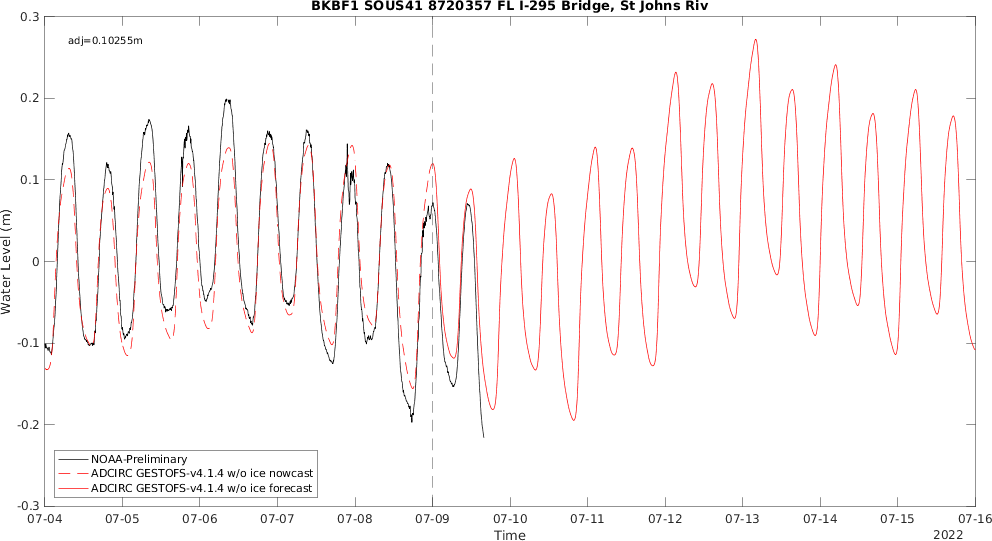 BKBF1 SOUS41 8720357 FL I-295 Bridge, St Johns Riv
adj=0.10255m
0.3
0.2
0.1
0
-0.1
-0.2
-0.3
Water Level (m)
NOAA-Preliminary
ADCIRC GESTOFS-v4.1.4 w/o ice nowcast
ADCIRC GESTOFS-v4.1.4 w/o ice forecast
07-04 07-05 07-06 07-07 07-08 07-09 07-10 07-11 07-12 07-13 07-14 07-15 07-16
Time
2022